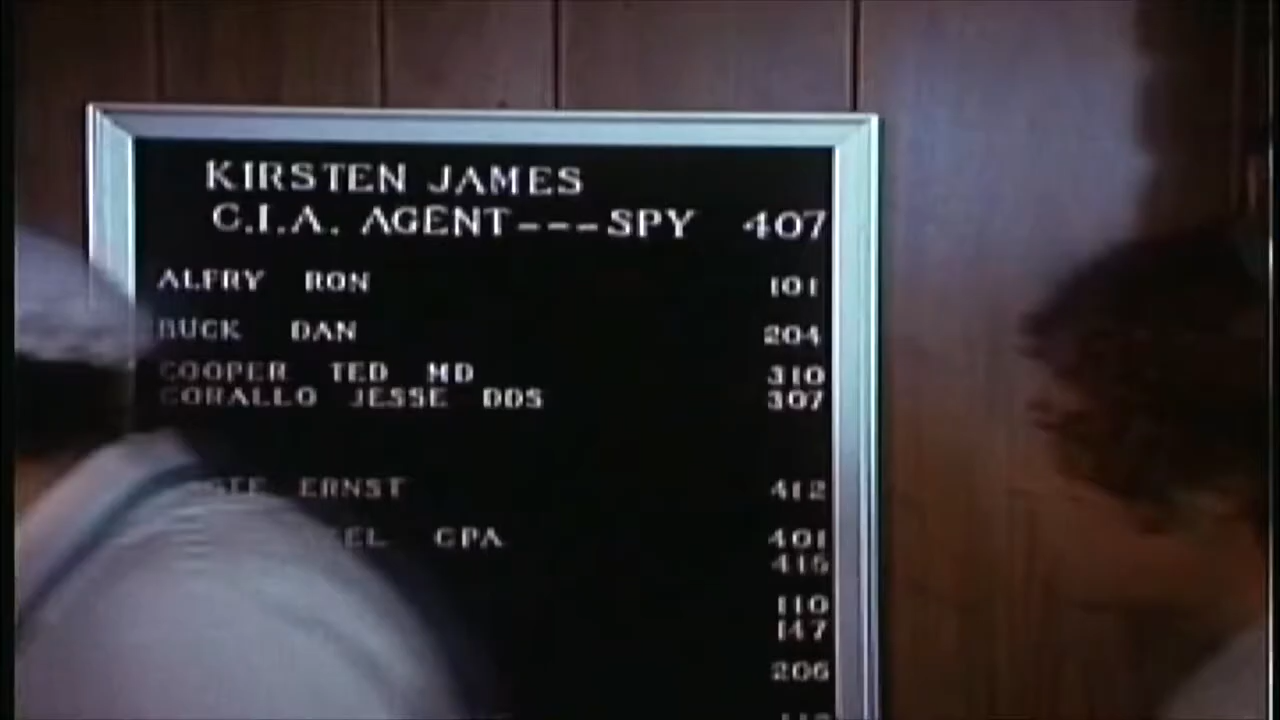 KIRSTEN JAMES
C.I.A. AGENT---SPY 407
ALFRY RON 101
BUCK DAN 204
COOPER TED MD 310
CORALLO JESSE DDS 307
ERNST 412
CPA 401
415
110
147
206